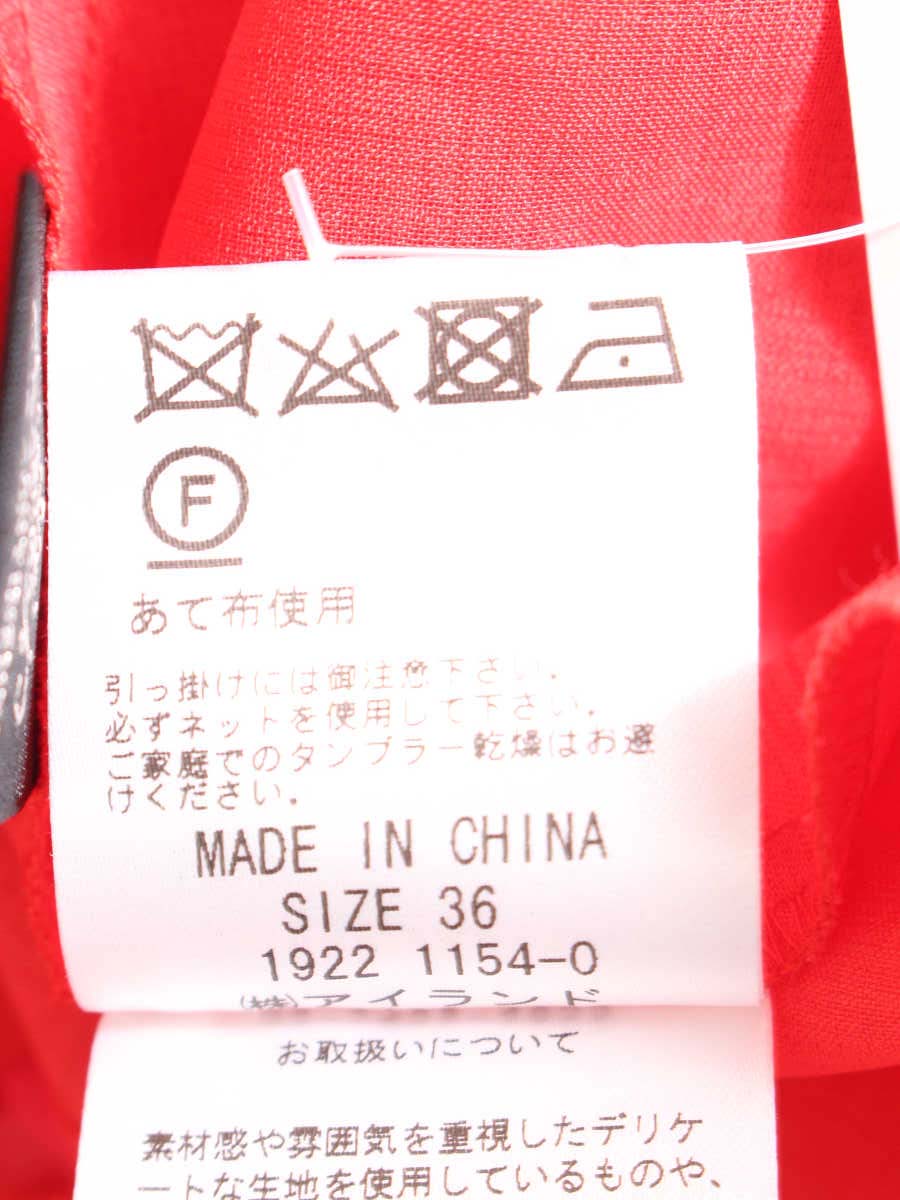 F
あて布使用
引っ掛けには御注意下さい.
必ずネットを使用して下さい.
ご家庭でのタンブラー乾燥はお避
けください.
MADE IN CHINA
SIZE 36
1922 1154-0
(株)アイランド
お取扱いについて
素材感や雰囲気を重視したデリケ
ートな生地を使用しているものや、